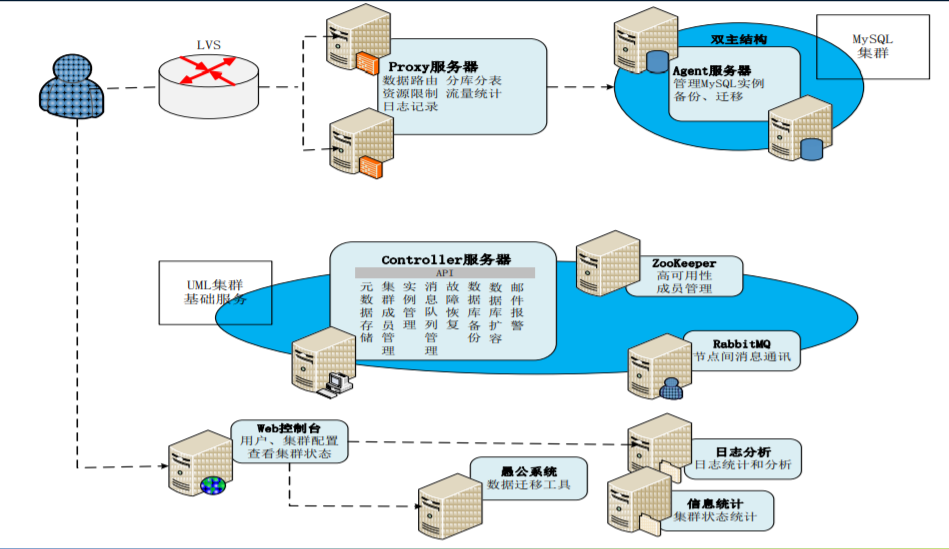 LVS
Proxy服务器
数据路由 分库分表
资源限制 流量统计
日志记录
双主结构
Agent服务器
管理MySQL实例
备份、迁移
MySQL
集群
UML集群
基础服务
Controller服务器
API
元数据存储
集群成员管理
实例管理
消息队列管理
故障恢复
数据库备份
数据库扩容
邮件报警
ZooKeeper
高可用性
成员管理
RabbitMQ
节点间消息通讯
Web控制台
用户、集群配置
查看集群状态
愚公系统
数据迁移工具
日志分析
日志统计和分析
信息统计
集群状态统计